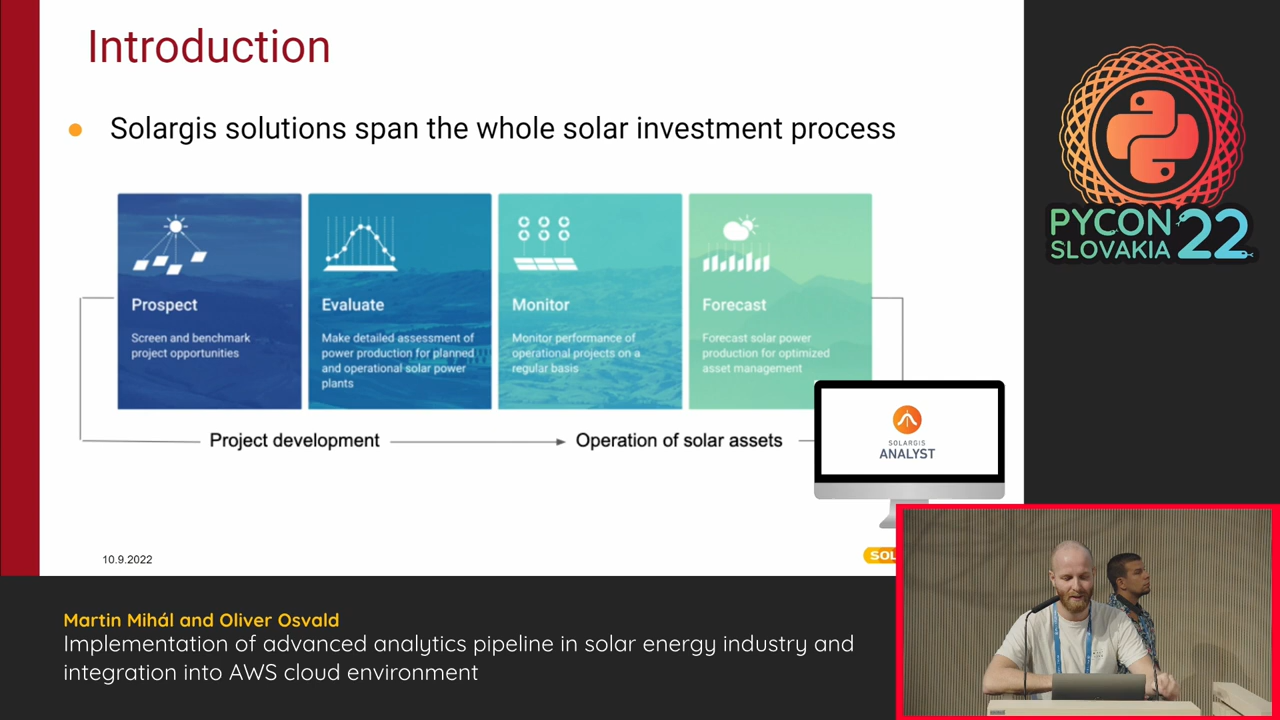 Introduction
Solargis solutions span the whole solar investment process
Prospect
Screen and benchmark
project opportunities
Evaluate
Make detailed assessment of
power production for planned
and operational solar power
plants
Monitor
Monitor performance of
operational projects on a
regular basis
Forecast
Forecast solar power
production for optimized
asset management
Project development
Operation of solar assets
SOLARGIS
ANALYST
10.9.2022
SOL
PYCON
SLOVAKIA
22
Martin Mihál and Oliver Osvald
Implementation of advanced analytics pipeline in solar energy industry and
integration into AWS cloud environment